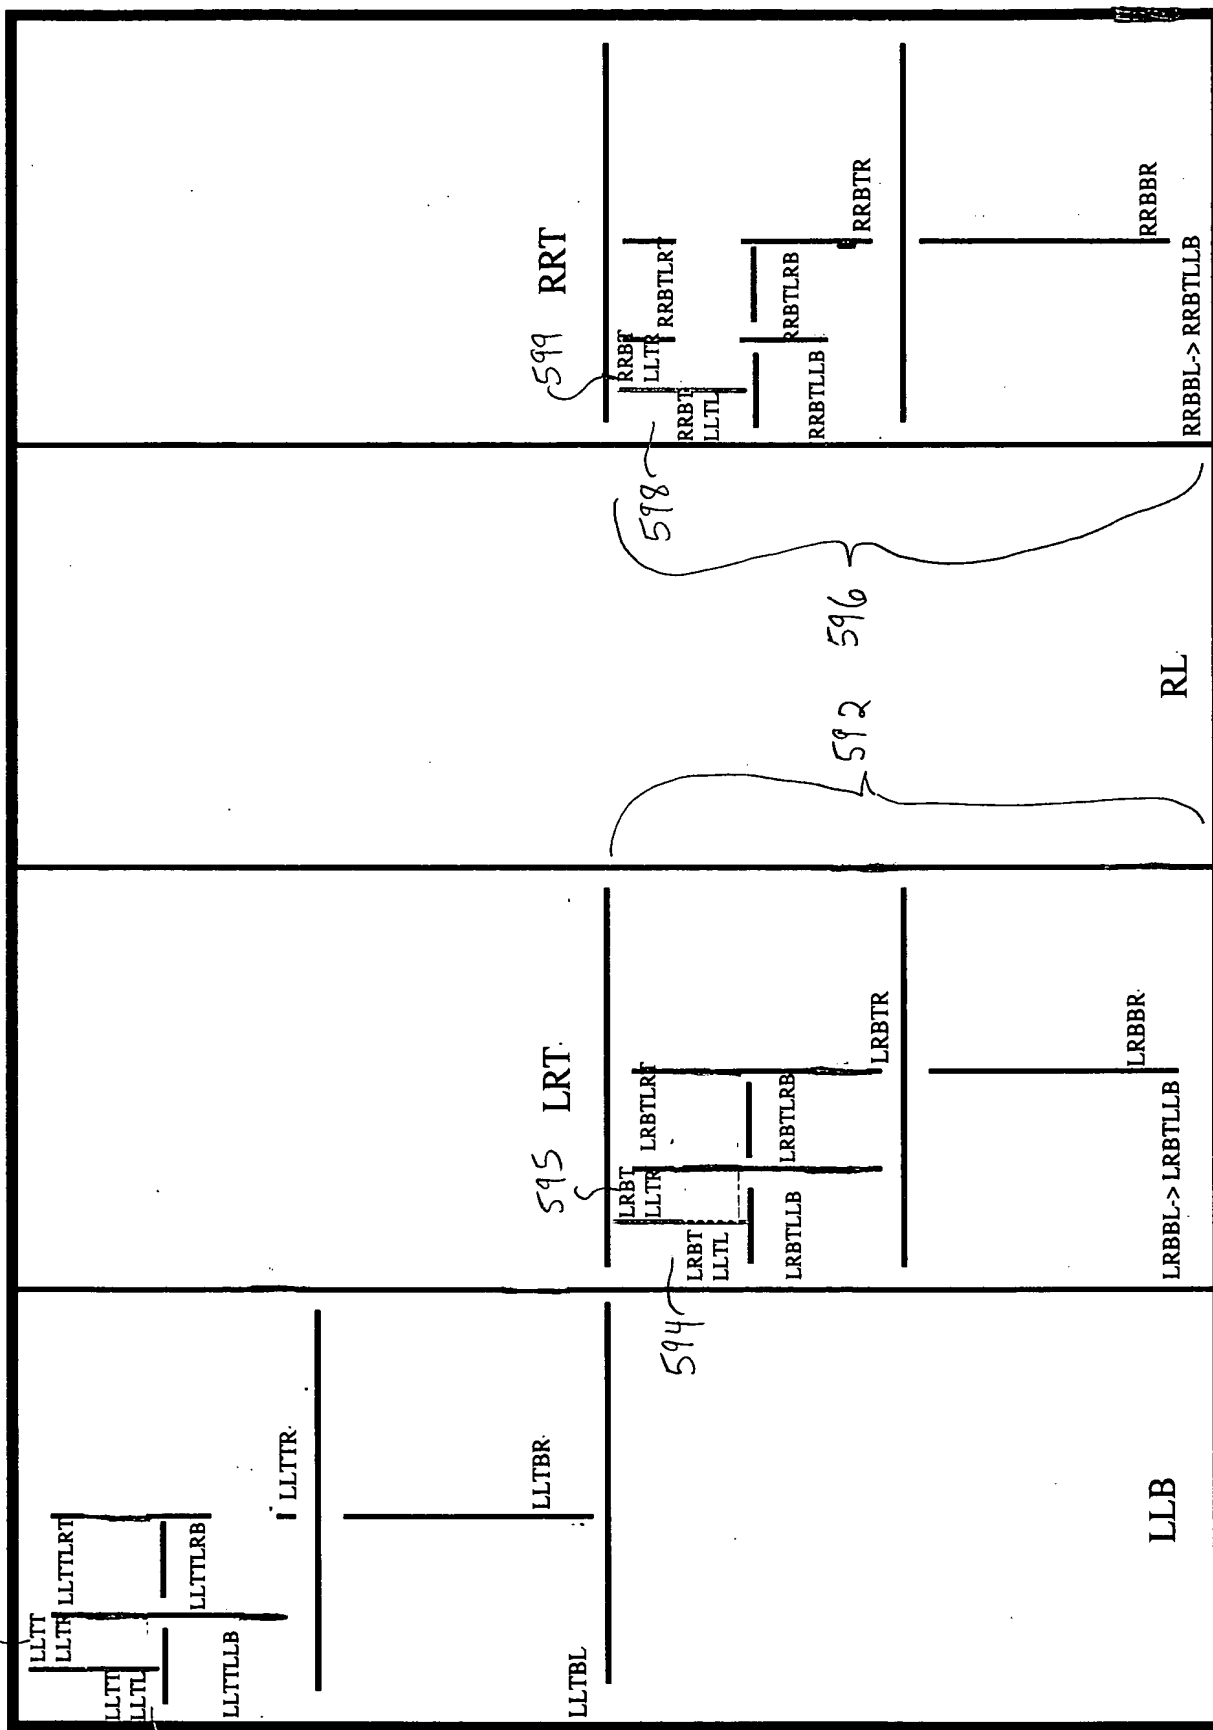 LLTT
LLTR
LLTTLRT
LLTT
LLTL
LLTTLLB
LLTTLRB
LLTTR
LLTBR
LLTBL
LLB
595
LRT
LRBT
LLTR
LRBTLRT
594
LRBT
LLTL
LRBTLLB
LRBTLRB
LRBTR
LRBBR
LRBBL-> LRBTLLB
592
596
RL
599
RRT
RRBT
LLTR
RRBTLRT
598
RRBT
LLTL
RRBTLLB
RRBTLRB
RRBTR
RRBBR
RRBBL-> RRBTLLB